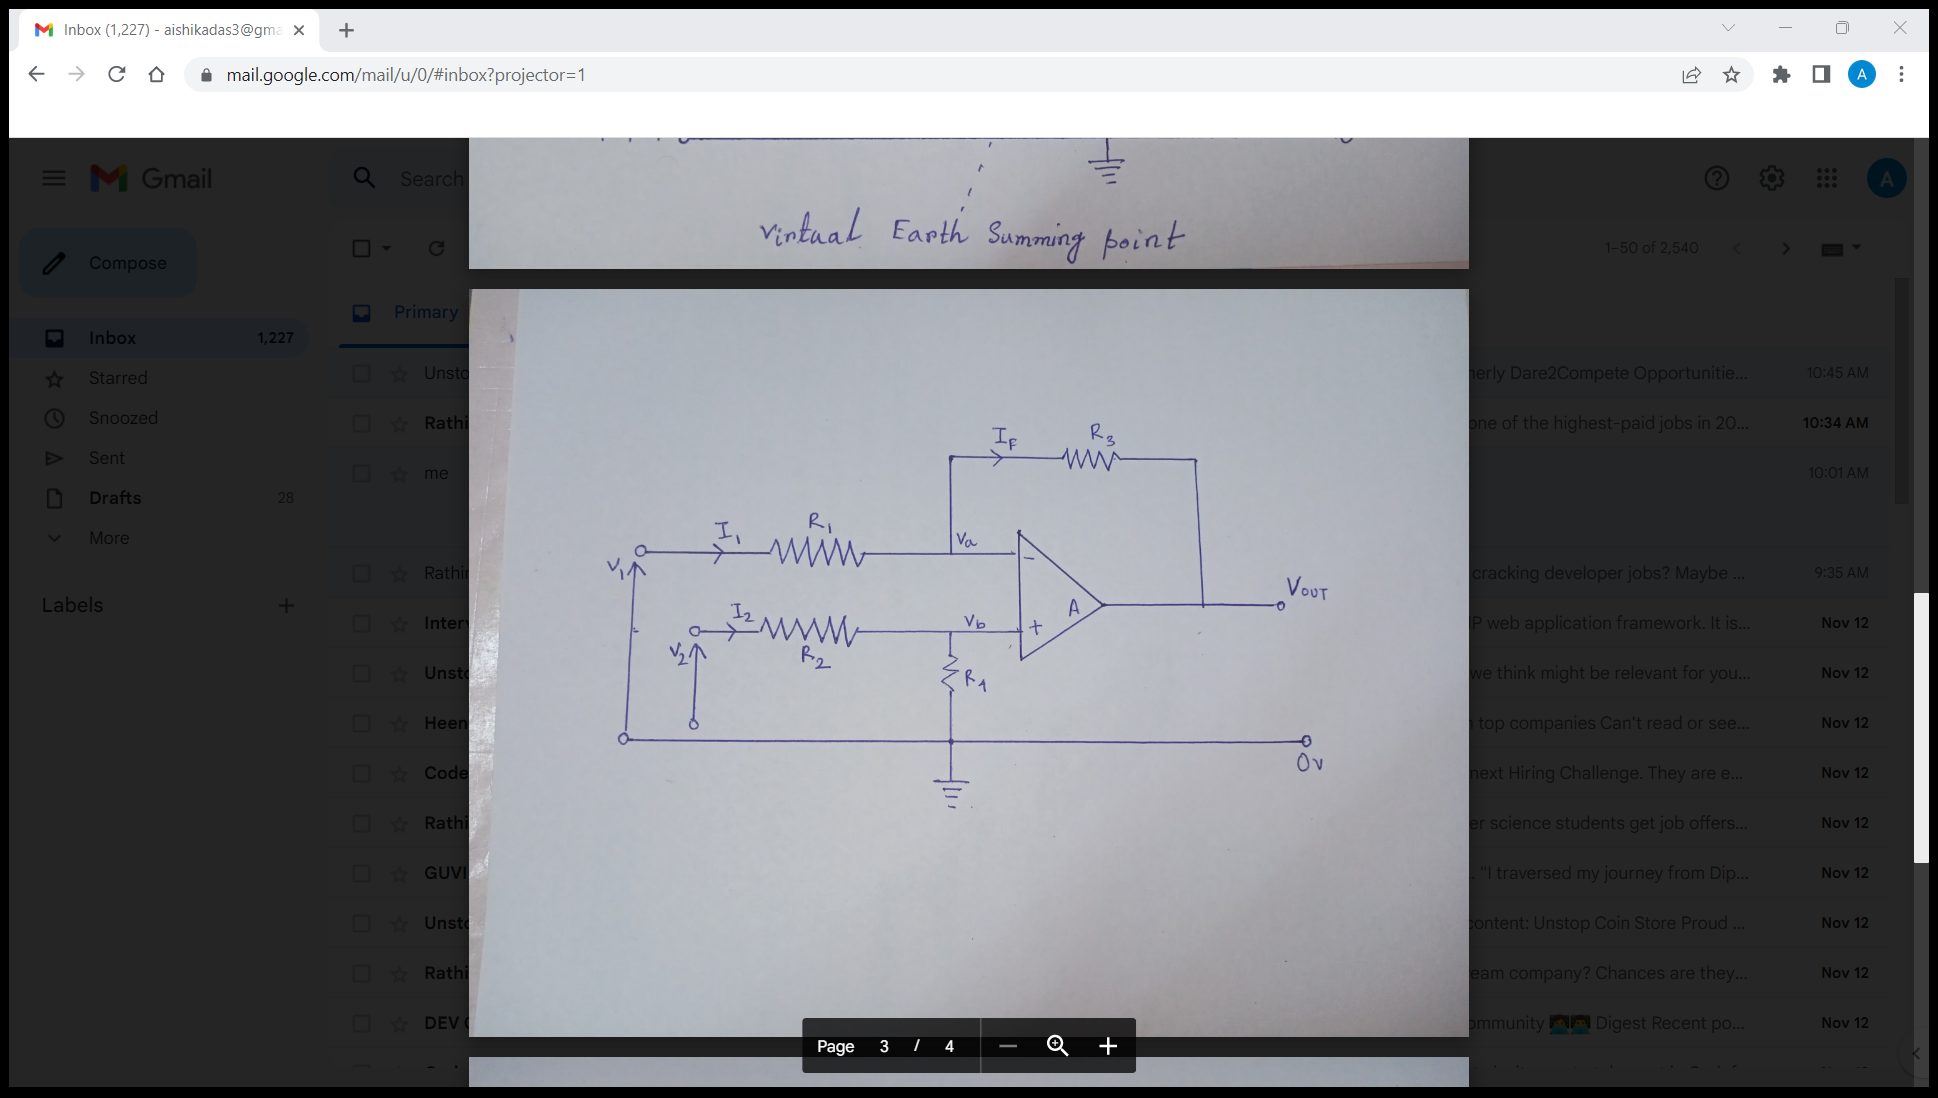 Inbox (1,227) - aishikadas3@gma
mail.google.com/mail/u/0/#inbox?projector=1
A
Gmail
Search
A
Virtual Earth Summing point
Compose
1–50 of 2,540
Primary
Inbox 1,227
Starred
Snoozed
Sent
Drafts 28
More
Labels
Unsto
erly Dare2Compete Opportunitie... 10:45 AM
Rathi
one of the highest-paid jobs in 20... 10:34 AM
me
10:01 AM
Rathi
cracking developer jobs? Maybe ... 9:35 AM
Inter
P web application framework. It is... Nov 12
Unsto
we think might be relevant for you... Nov 12
Heen
top companies Can't read or see... Nov 12
Code
next Hiring Challenge. They are e... Nov 12
Rathi
er science students get job offers... Nov 12
GUVI
. "I traversed my journey from Dip... Nov 12
Unsto
content: Unstop Coin Store Proud ... Nov 12
Rathi
eam company? Chances are they... Nov 12
DEV
ommunity Digest Recent po... Nov 12
IF R3
I1 R1
Va
V1
-
I2
Vb
V2
R2
A
+
VOUT
R4
0v
Page 3 / 4